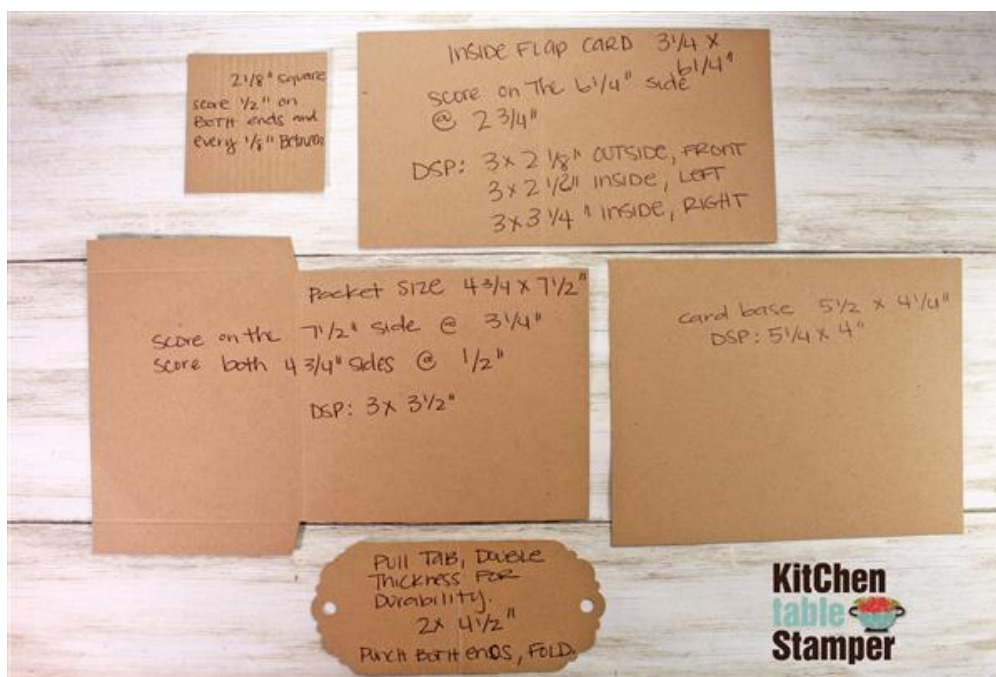 2 1/8" square
score 1/2" on
BOTH ends and
every 1/8" Between
INSIDE FLAP CARD 3 1/4 x
6 1/4"
score on the 6 1/4" side
@ 2 3/4"
DSP: 3 x 2 1/8" OUTSIDE, FRONT
3 x 2 1/2" INSIDE, LEFT
3 x 3 1/4" INSIDE, RIGHT
Pocket SIZE 4 3/4 x 7 1/2"
score on the 7 1/2" side @ 3 1/4"
score both 4 3/4" sides @ 1/2"
DSP: 3 x 3 1/2"
card base 5 1/2 x 4 1/4"
DSP: 5 1/4 x 4"
Pull TAB, DOUBLE
THICKNESS FOR
DURABILITY.
2 x 4 1/2"
Punch BOTH ends, FOLD.
KitChen
table
Stamper